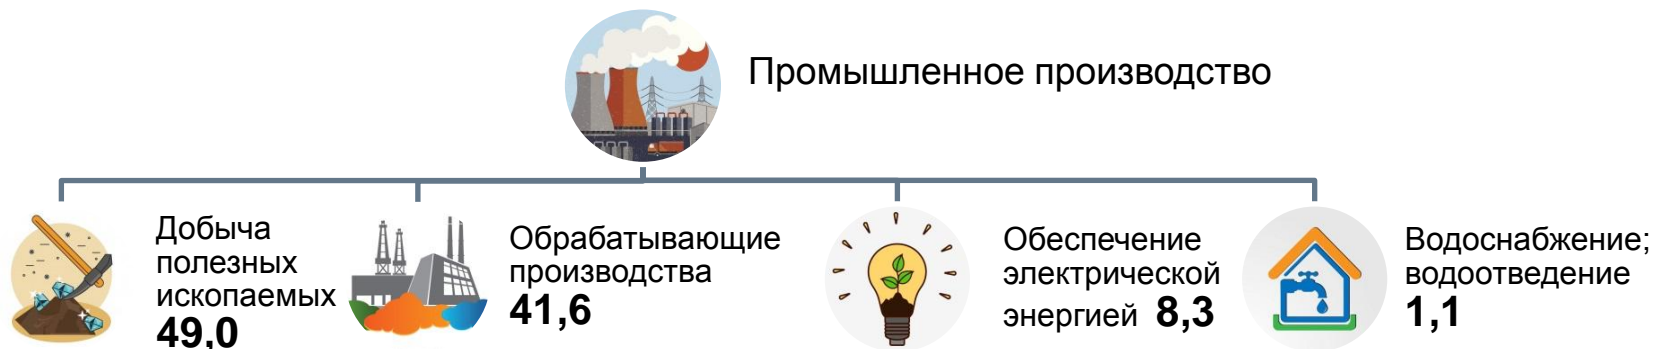 Промышленное производство
Добыча
полезных
ископаемых
49,0
Обрабатывающие
производства
41,6
Обеспечение
электрической
энергией 8,3
Водоснабжение;
водоотведение
1,1